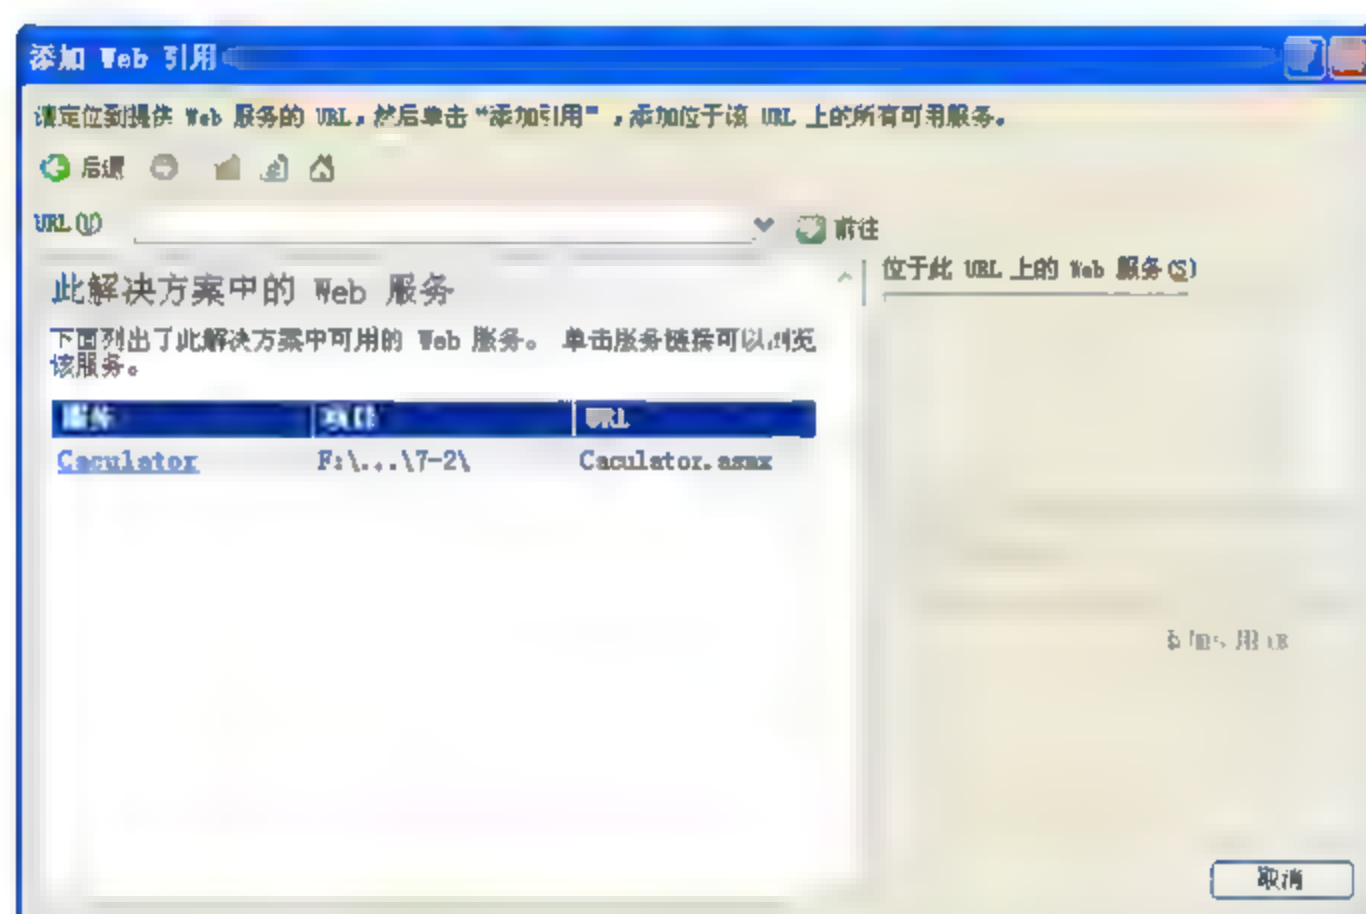 添加 Web 引用
请定位到提供 Web 服务的 URL，然后单击“添加引用”，添加位于该 URL 上的所有可用服务。
后退
URL(U)
前往
位于此 URL 上的 Web 服务(S)
此解决方案中的 Web 服务
下面列出了此解决方案中可用的 Web 服务。 单击服务链接可以浏览
该服务。
服务 项目 URL
Caculator F:\...\7-2\ Caculator.asmx
取消